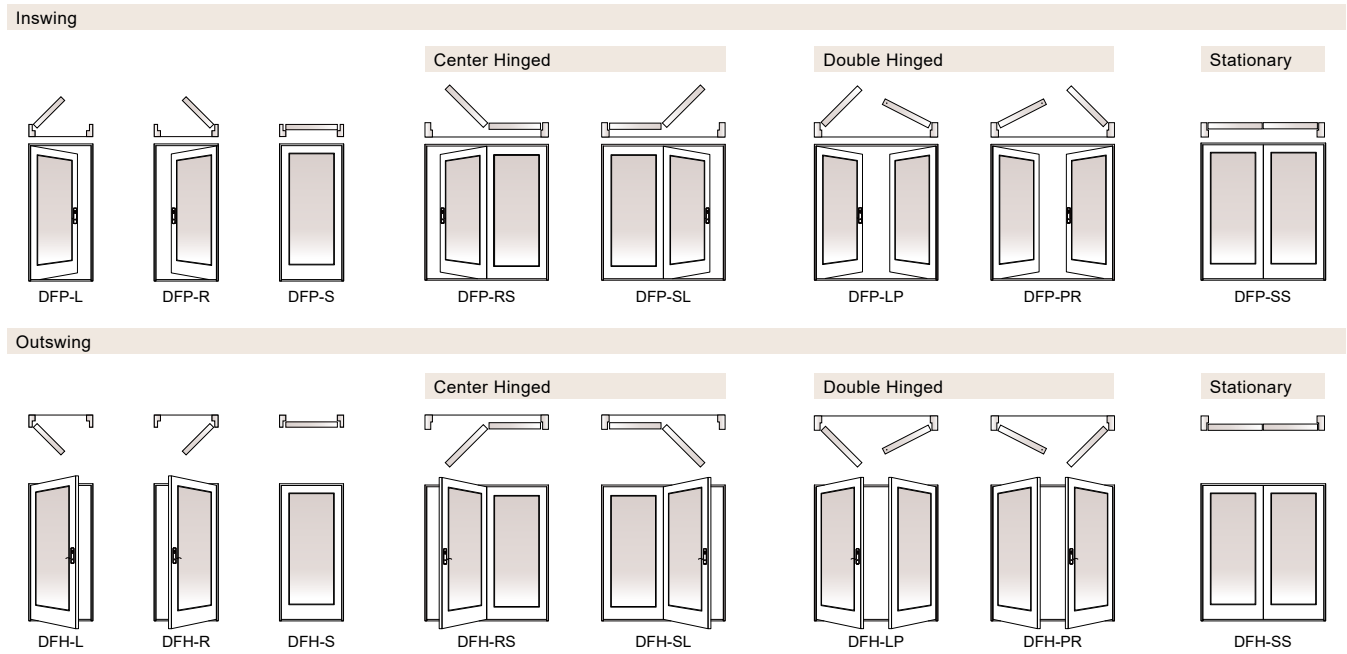 Inswing
Center Hinged
Double Hinged
Stationary
DFP-L
DFP-R
DFP-S
DFP-RS
DFP-SL
DFP-LP
DFP-PR
DFP-SS
Outswing
Center Hinged
Double Hinged
Stationary
DFH-L
DFH-R
DFH-S
DFH-RS
DFH-SL
DFH-LP
DFH-PR
DFH-SS